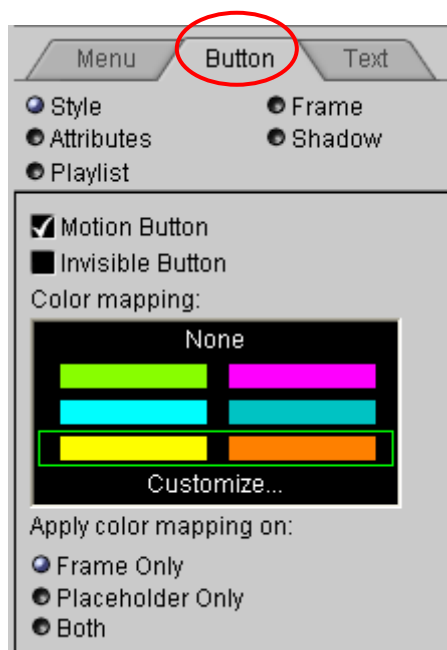 Menu Button Text
Style Frame
Attributes Shadow
Playlist
Motion Button
Invisible Button
Color mapping:
None
Customize...
Apply color mapping on:
Frame Only
Placeholder Only
Both